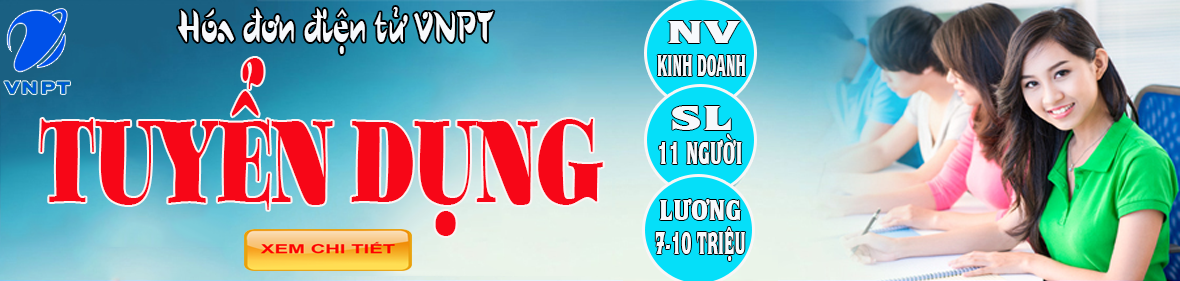 VNPT
Hóa đơn điện tử VNPT
TUYỂN DỤNG
XEM CHI TIẾT
NV
KINH DOANH
SL
11 NGƯỜI
LƯƠNG
7-10 TRIỆU